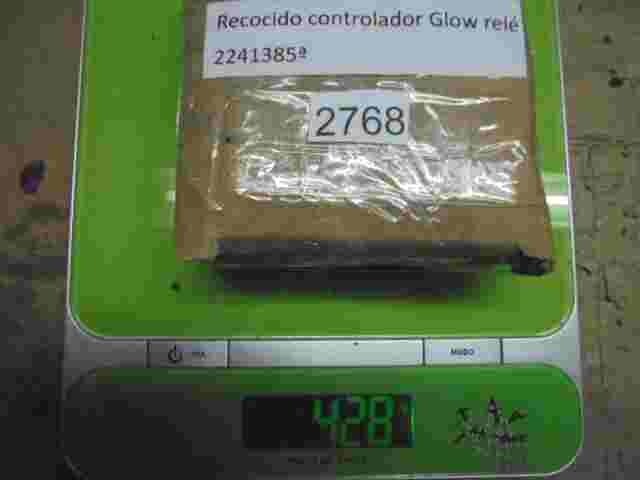 Recocido controlador Glow relé
2241385ª
2768
MODO
428